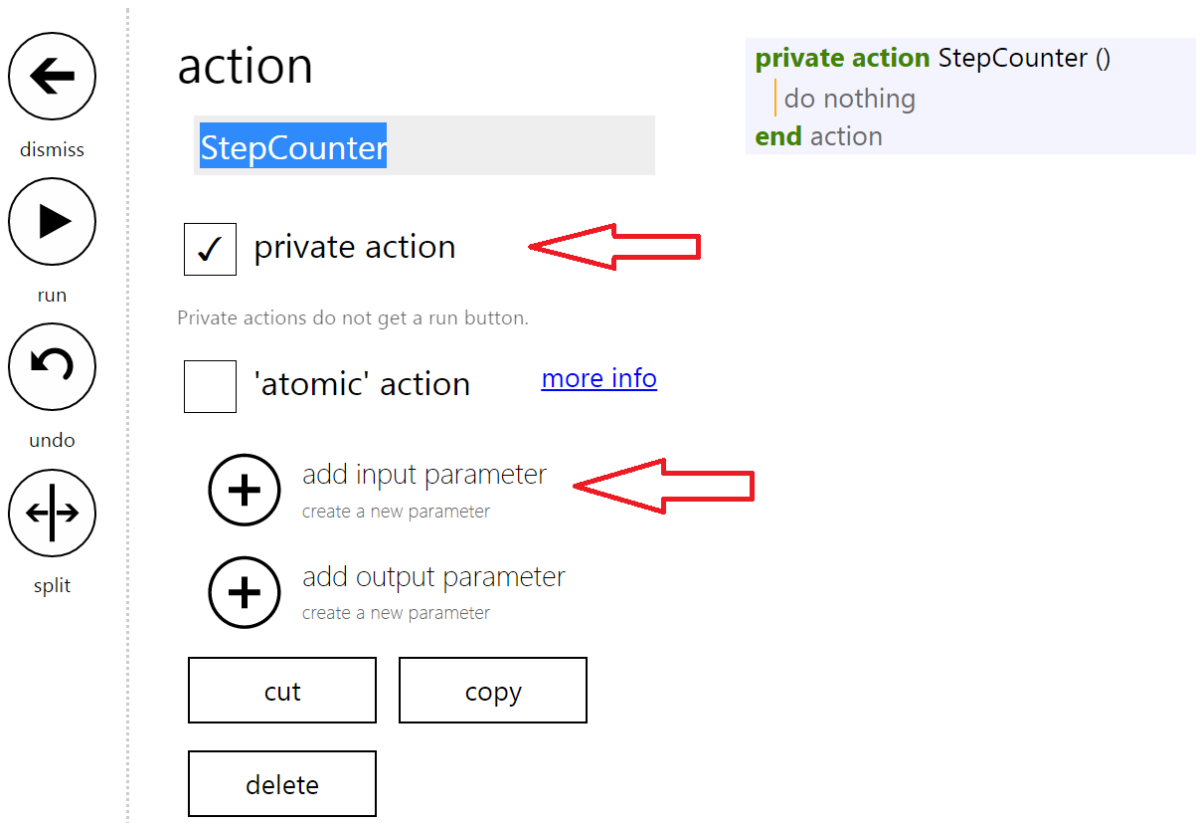 dismiss
run
undo
split
action
StepCounter
private action
Private actions do not get a run button.
'atomic' action
more info
add input parameter
create a new parameter
add output parameter
create a new parameter
cut
copy
delete
private action StepCounter ()
do nothing
end action